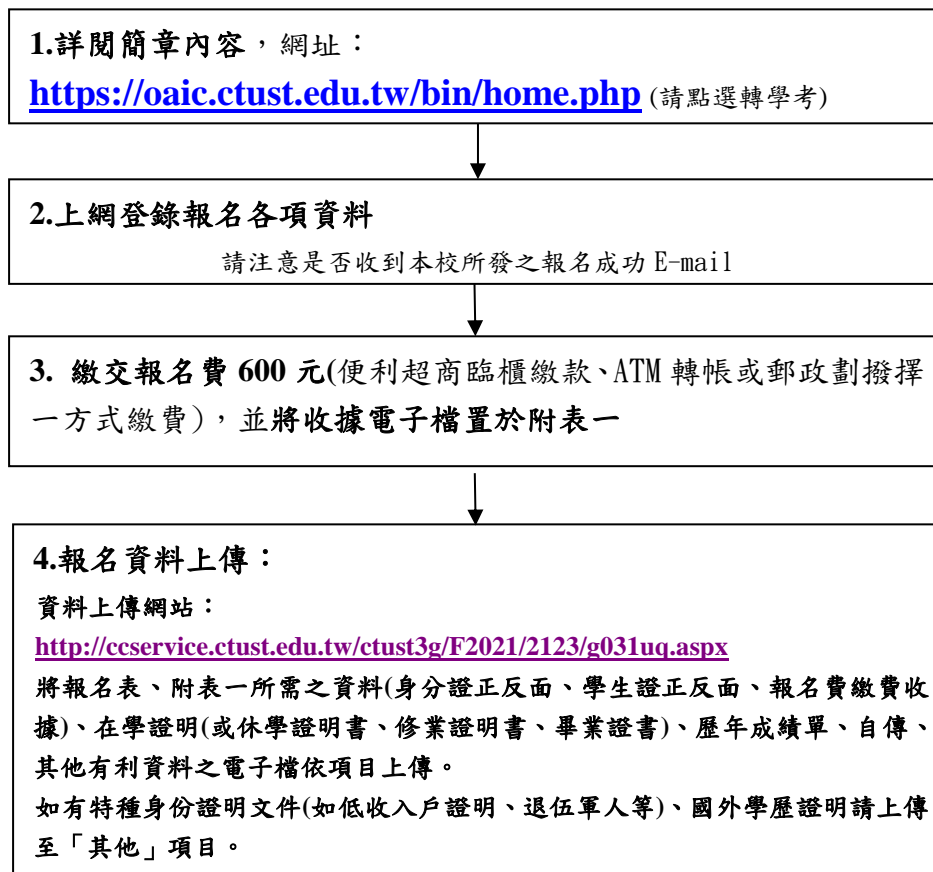 1.詳閱簡章內容，網址：
https://oaic.ctust.edu.tw/bin/home.php (請點選轉學考)
2.上網登錄報名各項資料
請注意是否收到本校所發之報名成功 E-mail
3. 繳交報名費 600 元(便利超商臨櫃繳款、ATM 轉帳或郵政劃撥擇
一方式繳費)，並將收據電子檔置於附表一
4.報名資料上傳：
資料上傳網站：
http://ccservice.ctust.edu.tw/ctust3g/F2021/2123/g031uq.aspx
將報名表、附表一所需之資料(身分證正反面、學生證正反面、報名費繳費收
據)、在學證明(或休學證明書、修業證明書、畢業證書)、歷年成績單、自傳、
其他有利資料之電子檔依項目上傳。
如有特種身份證明文件(如低收入戶證明、退伍軍人等)、國外學歷證明請上傳
至「其他」項目。